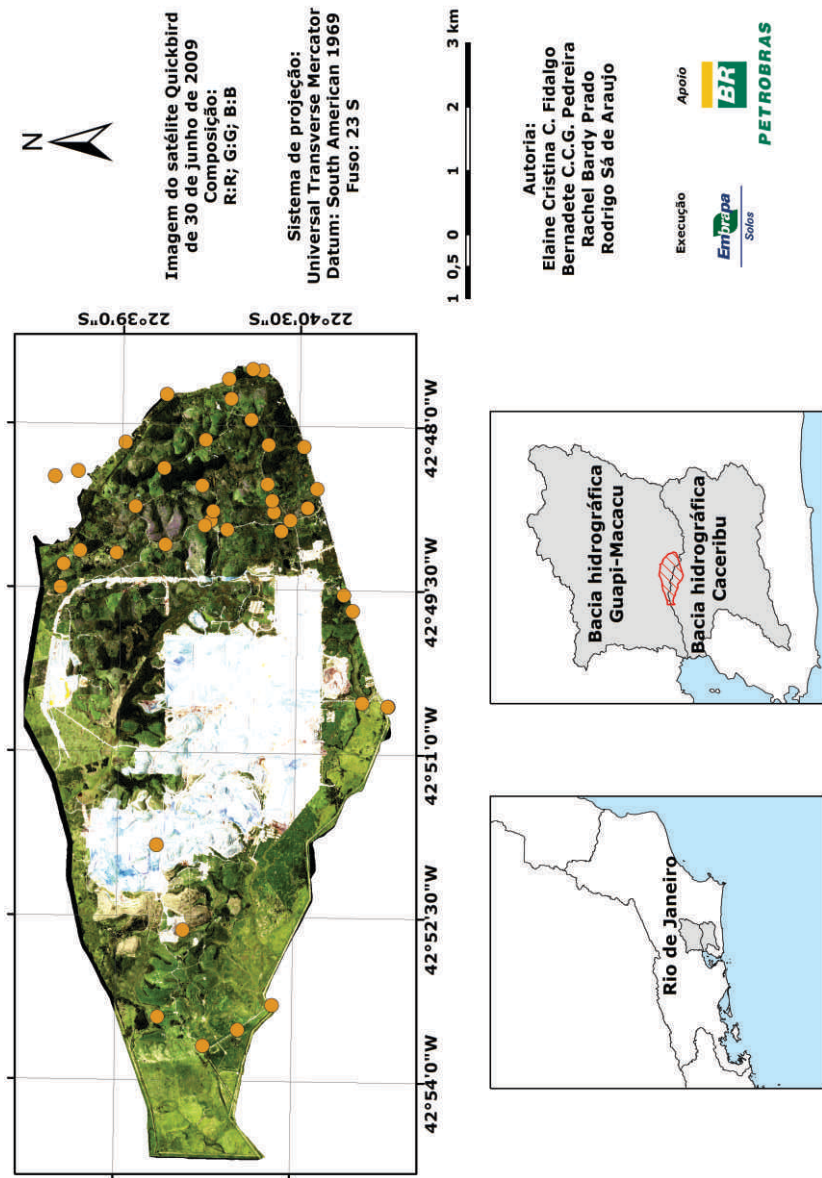 N
Imagem do satélite Quickbird
de 30 de junho de 2009
Composição:
R:R; G:G; B:B
Sistema de projeção:
Universal Transverse Mercator
Datum: South American 1969
Fuso: 23 S
1 0,5 0 1 2 3 km
Autoria:
Elaine Cristina C. Fidalgo
Bernadete C.C.G. Pedreira
Rachel Bardy Prado
Rodrigo Sá de Araujo
Execução
Embrapa
Solos
Apoio
BR
PETROBRAS
22°39'0"S
22°40'30"S
42°54'0"W
42°52'30"W
42°51'0"W
42°49'30"W
42°48'0"W
Rio de Janeiro
Bacia hidrográfica
Guapi-Macacu
Bacia hidrográfica
Caceribu